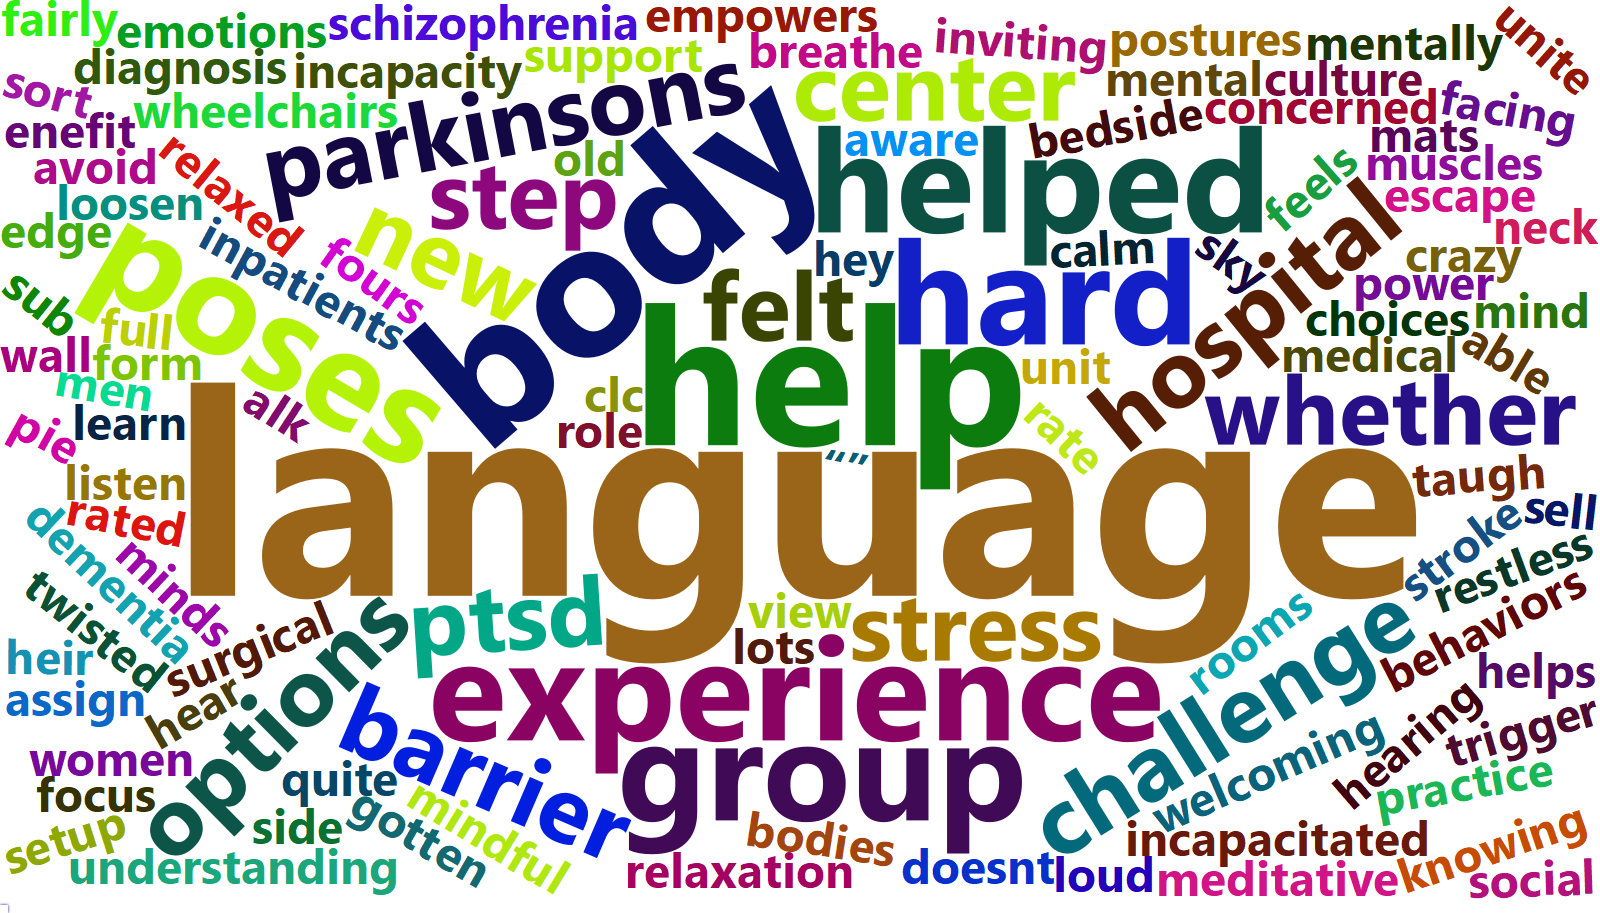 fairly
emotions
schizophrenia
empowers
inviting
postures
mentally
unite
diagnosis
incapacity
support
breathe
center
mental
culture
sort
wheelchairs
parkinsons
body
aware
bedside
concerned
facing
enefit
relaxed
old
helped
mats
avoid
step
feels
muscles
loosen
new
hey
calm
sky
hospital
escape
neck
edge
inpatients
fours
felt
hard
crazy
power
sub
poses
full
help
choices
mind
wall
form
unit
medical
able
men
alk
clc
rate
whether
pie
learn
role
listen
language
””
taugh
rated
dementia
minds
stroke
sell
restless
twisted
surgical
options
ptsd
view
stress
rooms
challenge
behaviors
heir
lots
experience
helps
assign
hear
barrier
group
welcoming
hearing
trigger
women
quite
practice
focus
gotten
mindful
setup
side
bodies
incapacitated
knowing
understanding
relaxation
doesnt
loud
meditative
social